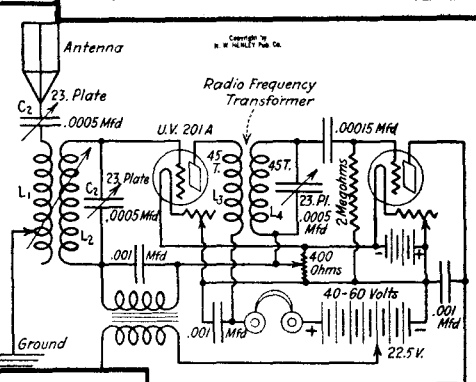 Antenna
Copyright by
N. W. HENLEY Pub. Co.
C2
23. Plate
.0005 Mfd
Radio Frequency
Transformer
U.V. 201A
.00015 Mfd
45
T.
45T.
L1
L2
L3
L4
C2
23 Plate
.0005
Mfd
23. Pl.
.0005
Mfd
2 Megohms
.001 Mfd
400
Ohms
-
+
40-60 Volts
.001
Mfd
+
-
.001
Mfd
22.5 V.
Ground